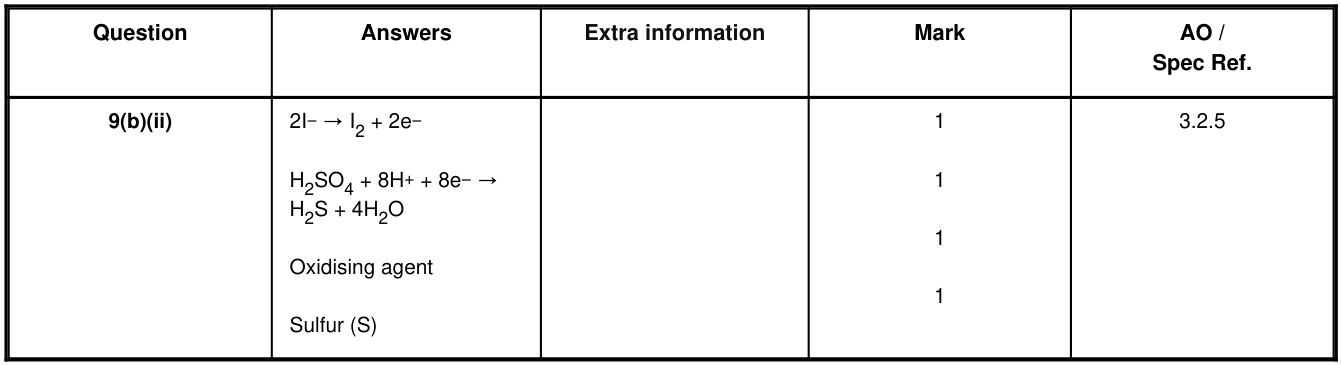 Question Answers Extra information Mark AO /
Spec Ref.
9(b)(ii) 2I⁻ → I₂ + 2e⁻ 1 3.2.5
H₂SO₄ + 8H⁺ + 8e⁻ → 1
H₂S + 4H₂O
1
Oxidising agent
1
Sulfur (S)